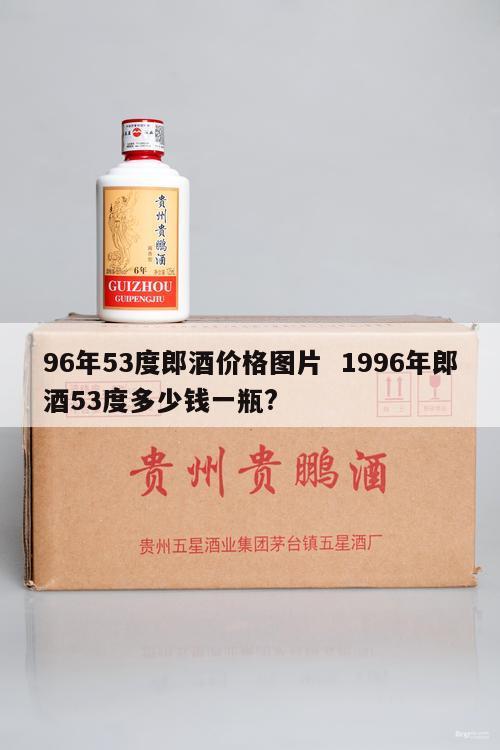 贵州贵鹏酒
6年
GUIZHOU
GUIPENGJIU
96年53度郎酒价格图片 1996年郎
酒53度多少钱一瓶?
贵州贵鹏酒
贵州五星酒业集团茅台镇五星酒厂